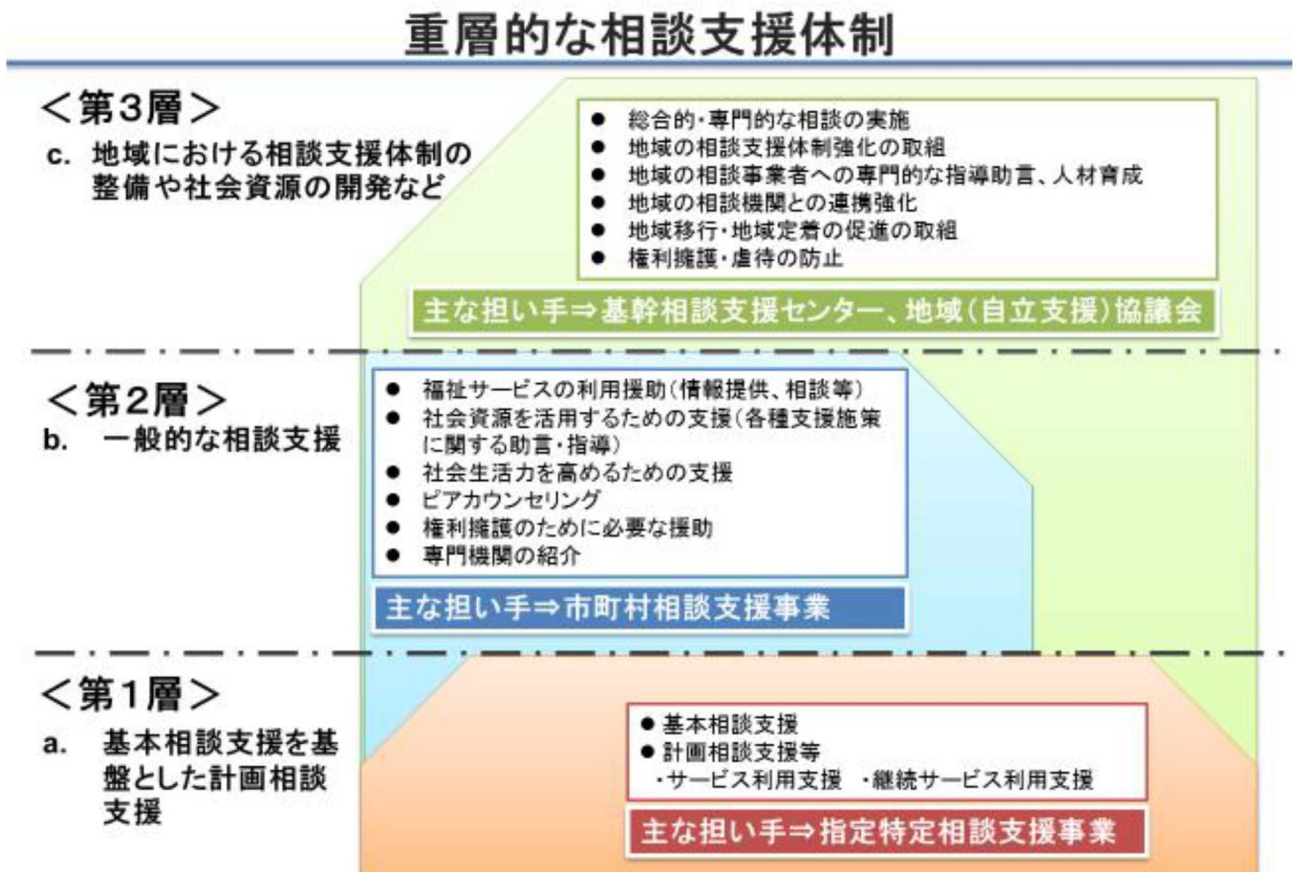 重層的な相談支援体制
＜第３層＞
c. 地域における相談支援体制の
整備や社会資源の開発など
● 総合的・専門的な相談の実施
● 地域の相談支援体制強化の取組
● 地域の相談事業者への専門的な指導助言、人材育成
● 地域の相談機関との連携強化
● 地域移行・地域定着の促進の取組
● 権利擁護・虐待の防止
主な担い手⇒基幹相談支援センター、地域（自立支援）協議会
＜第２層＞
b. 一般的な相談支援
● 福祉サービスの利用援助（情報提供、相談等）
● 社会資源を活用するための支援（各種支援施策
に関する助言・指導）
● 社会生活力を高めるための支援
● ピアカウンセリング
● 権利擁護のために必要な援助
● 専門機関の紹介
主な担い手⇒市町村相談支援事業
＜第１層＞
a. 基本相談支援を基
盤とした計画相談
支援
● 基本相談支援
● 計画相談支援等
・サービス利用支援 ・継続サービス利用支援
主な担い手⇒指定特定相談支援事業